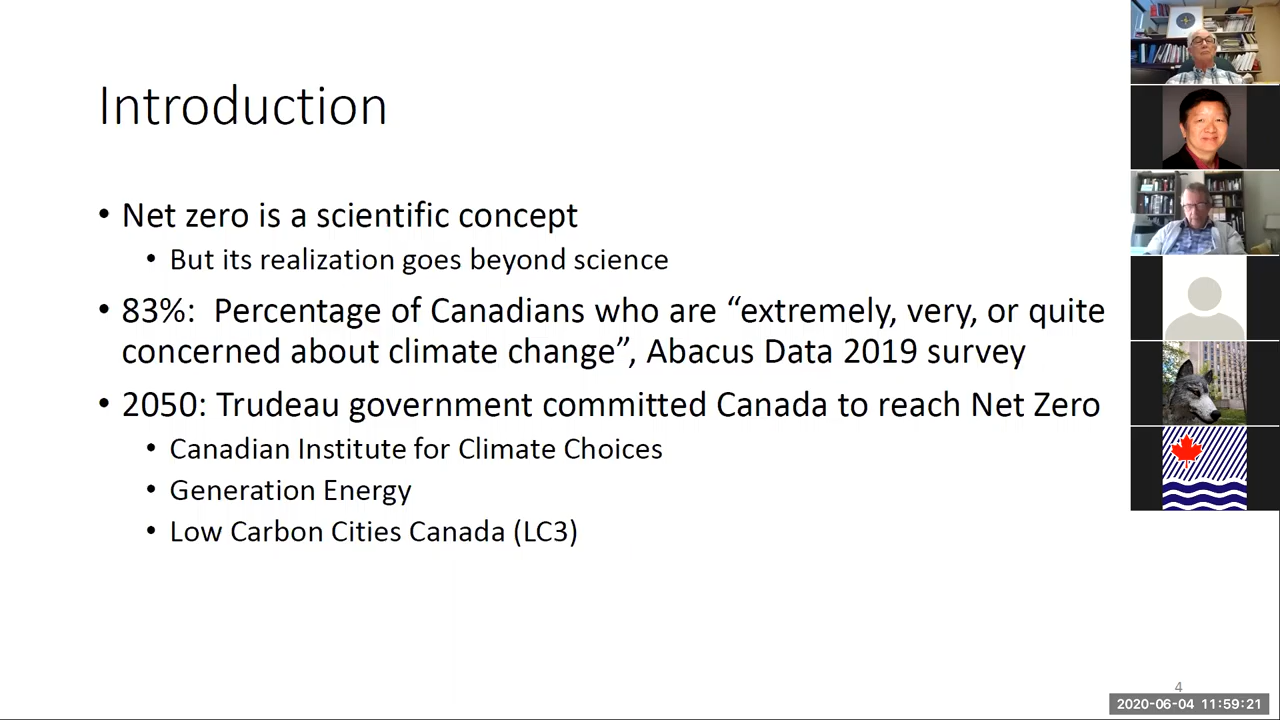 Introduction
• Net zero is a scientific concept
• But its realization goes beyond science
• 83%:  Percentage of Canadians who are “extremely, very, or quite
concerned about climate change”, Abacus Data 2019 survey
• 2050: Trudeau government committed Canada to reach Net Zero
• Canadian Institute for Climate Choices
• Generation Energy
• Low Carbon Cities Canada (LC3)
4
2020-06-04 11:59:21